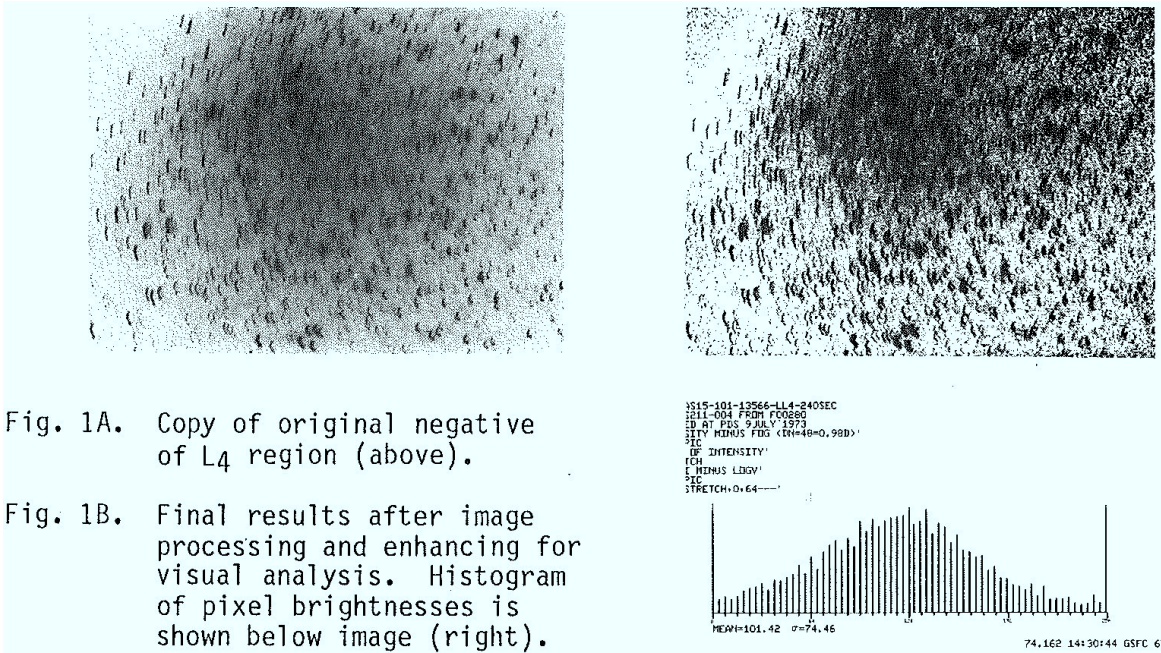 Fig. 1A. Copy of original negative
of L4 region (above).
Fig. 1B. Final results after image
processing and enhancing for
visual analysis. Histogram
of pixel brightnesses is
shown below image (right).
S15-101-13566-LL4-240SEC
5211-004 FROM FO0280
ED AT PDS 9JULY'1973
SITY MINUS FOG (DN=48=0.98D)'
PIC
OF INTENSITY'
TCH
MINUS LOGV'
PIC
STRETCH,0,64---'
MEAN=101.42 σ=74.46
74.162 14:30:44 GSFC 6